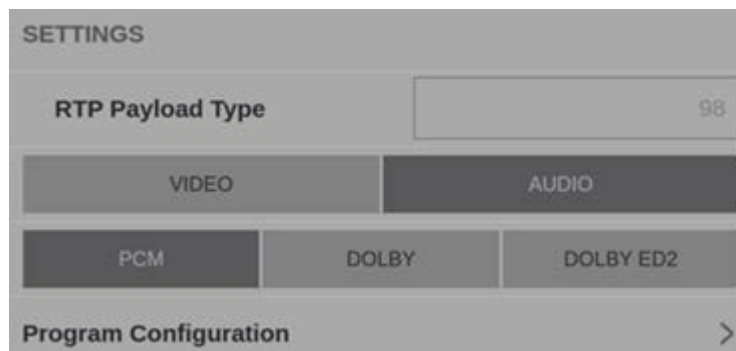 SETTINGS
RTP Payload Type 98
VIDEO AUDIO
PCM DOLBY DOLBY ED2
Program Configuration >